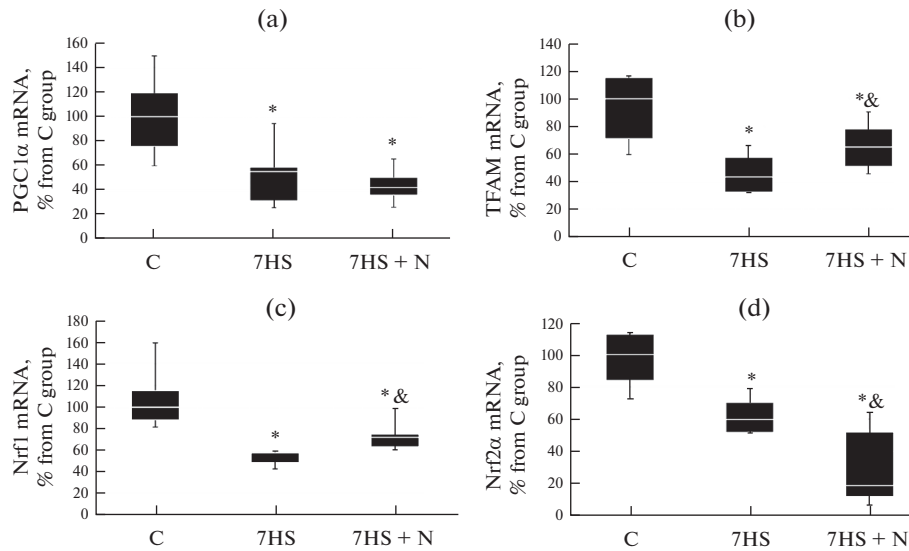 (a)
PGC1α mRNA,
% from C group
160
140
120
100
80
60
40
20
0
*
*
C 7HS 7HS + N
(b)
TFAM mRNA,
% from C group
140
120
100
80
60
40
20
0
*
*&
C 7HS 7HS + N
(c)
Nrf1 mRNA,
% from C group
180
160
140
120
100
80
60
40
20
0
*
* &
C 7HS 7HS + N
(d)
Nrf2α mRNA,
% from C group
120
100
80
60
40
20
0
*
*&
C 7HS 7HS + N